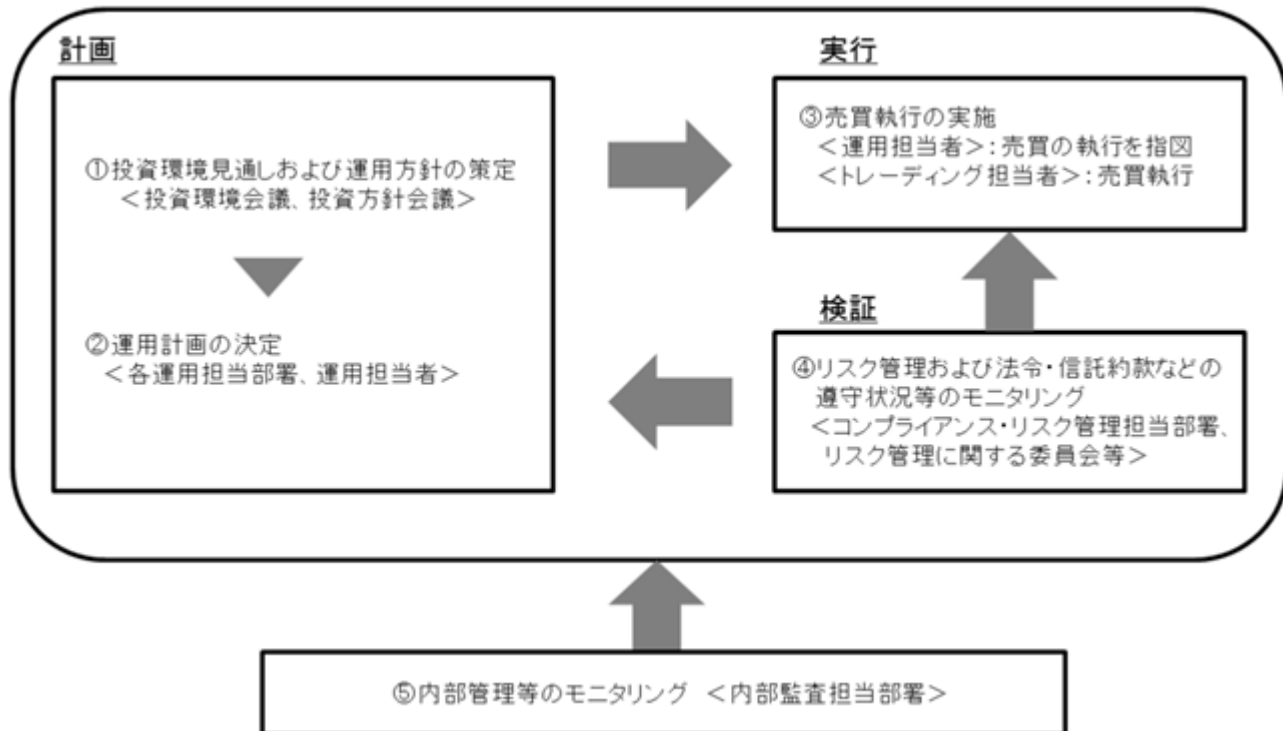 計画
①投資環境見通しおよび運用方針の策定
＜投資環境会議、投資方針会議＞
②運用計画の決定
＜各運用担当部署、運用担当者＞
実行
③売買執行の実施
＜運用担当者＞：売買の執行を指図
＜トレーディング担当者＞：売買執行
検証
④リスク管理および法令・信託約款などの
遵守状況等のモニタリング
＜コンプライアンス・リスク管理担当部署、
リスク管理に関する委員会等＞
⑤内部管理等のモニタリング ＜内部監査担当部署＞